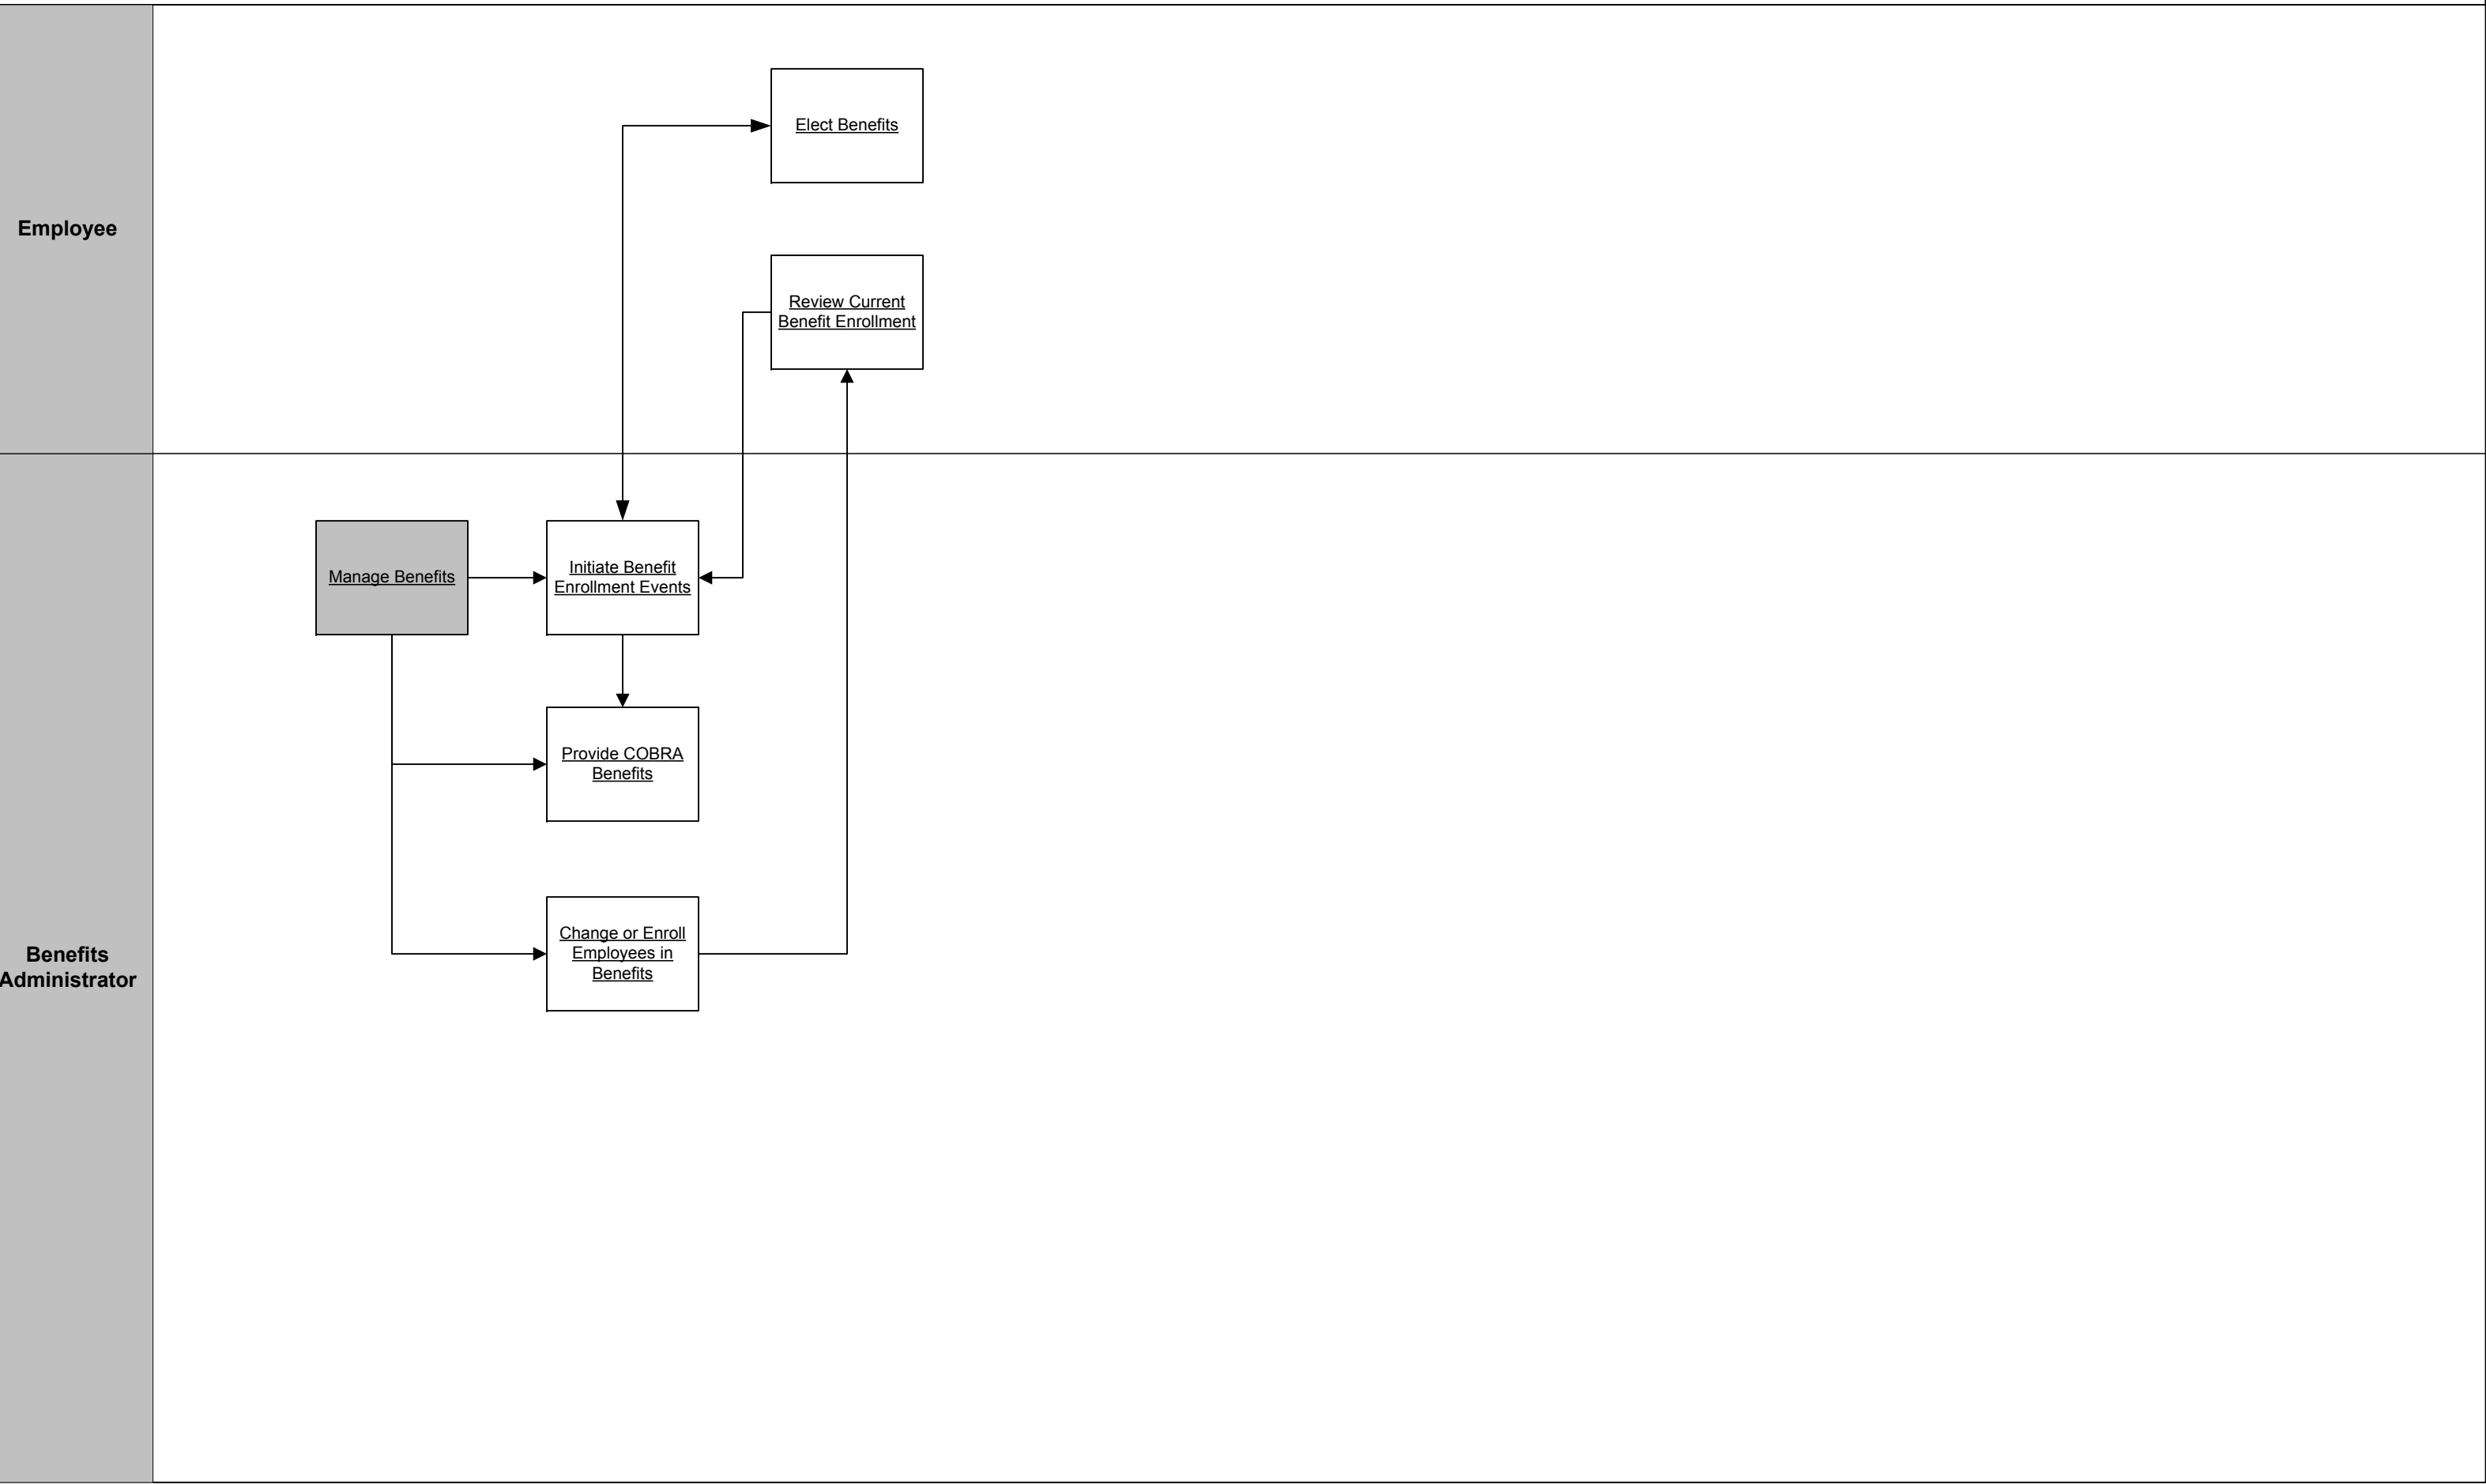 Elect Benefits
Employee
Review Current
Benefit Enrollment
Manage Benefits
Initiate Benefit
Enrollment Events
Provide COBRA
Benefits
Change or Enroll
Employees in
Benefits
Benefits
Administrator